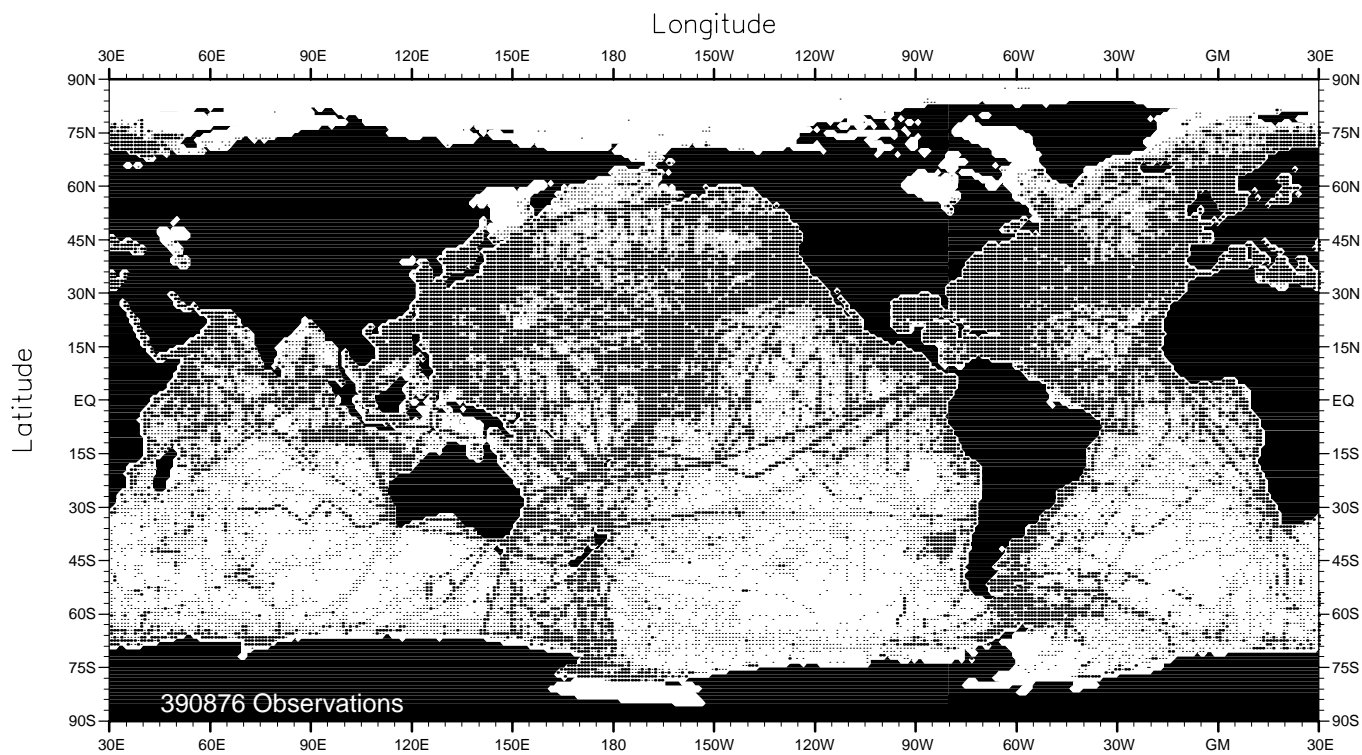 Longitude
30E 60E 90E 120E 150E 180 150W 120W 90W 60W 30W GM 30E
90N 90N
75N 75N
60N 60N
45N 45N
30N 30N
15N 15N
Latitude
EQ EQ
15S 15S
30S 30S
45S 45S
60S 60S
75S 75S
390876 Observations
90S 90S
30E 60E 90E 120E 150E 180 150W 120W 90W 60W 30W GM 30E